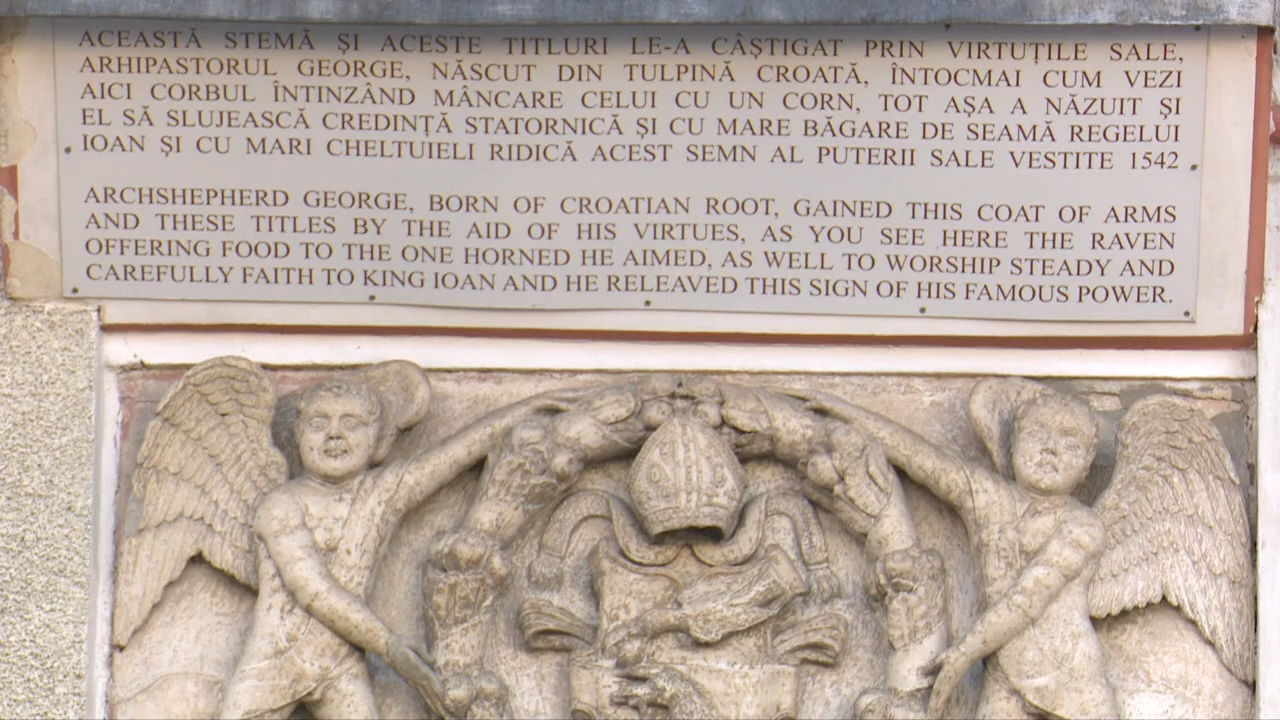 ACEASTĂ STEMĂ ȘI ACESTE TITLURI LE-A CÂȘTIGAT PRIN VIRTUȚILE SALE,
ARHIPASTORUL GEORGE, NĂSCUT DIN TULPINĂ CROATĂ, ÎNTOCMAI CUM VEZI
AICI CORBUL ÎNTINZÂND MÂNCARE CELUI CU UN CORN, TOT AȘA A NĂZUIT ȘI
EL SĂ SLUJEASCĂ CREDINȚĂ STATORNICĂ ȘI CU MARE BĂGARE DE SEAMĂ REGELUI
IOAN ȘI CU MARI CHELTUIELI RIDICĂ ACEST SEMN AL PUTERII SALE VESTITE 1542
ARCHSHEPHERD GEORGE, BORN OF CROATIAN ROOT, GAINED THIS COAT OF ARMS
AND THESE TITLES BY THE AID OF HIS VIRTUES, AS YOU SEE HERE THE RAVEN
OFFERING FOOD TO THE ONE HORNED HE AIMED, AS WELL TO WORSHIP STEADY AND
CAREFULLY FAITH TO KING IOAN AND HE RELEAVED THIS SIGN OF HIS FAMOUS POWER.